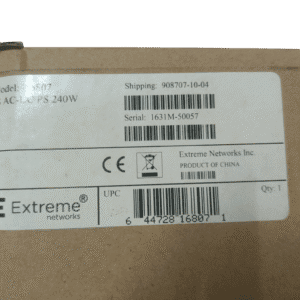 Shipping: 908707-10-04
AC-DC PS 240W
Serial: 1631M-50057
Extreme Networks Inc
PRODUCT OF CHINA
CE
UPC
Qty: 1
Extreme®
networks
6 44728 16807 1